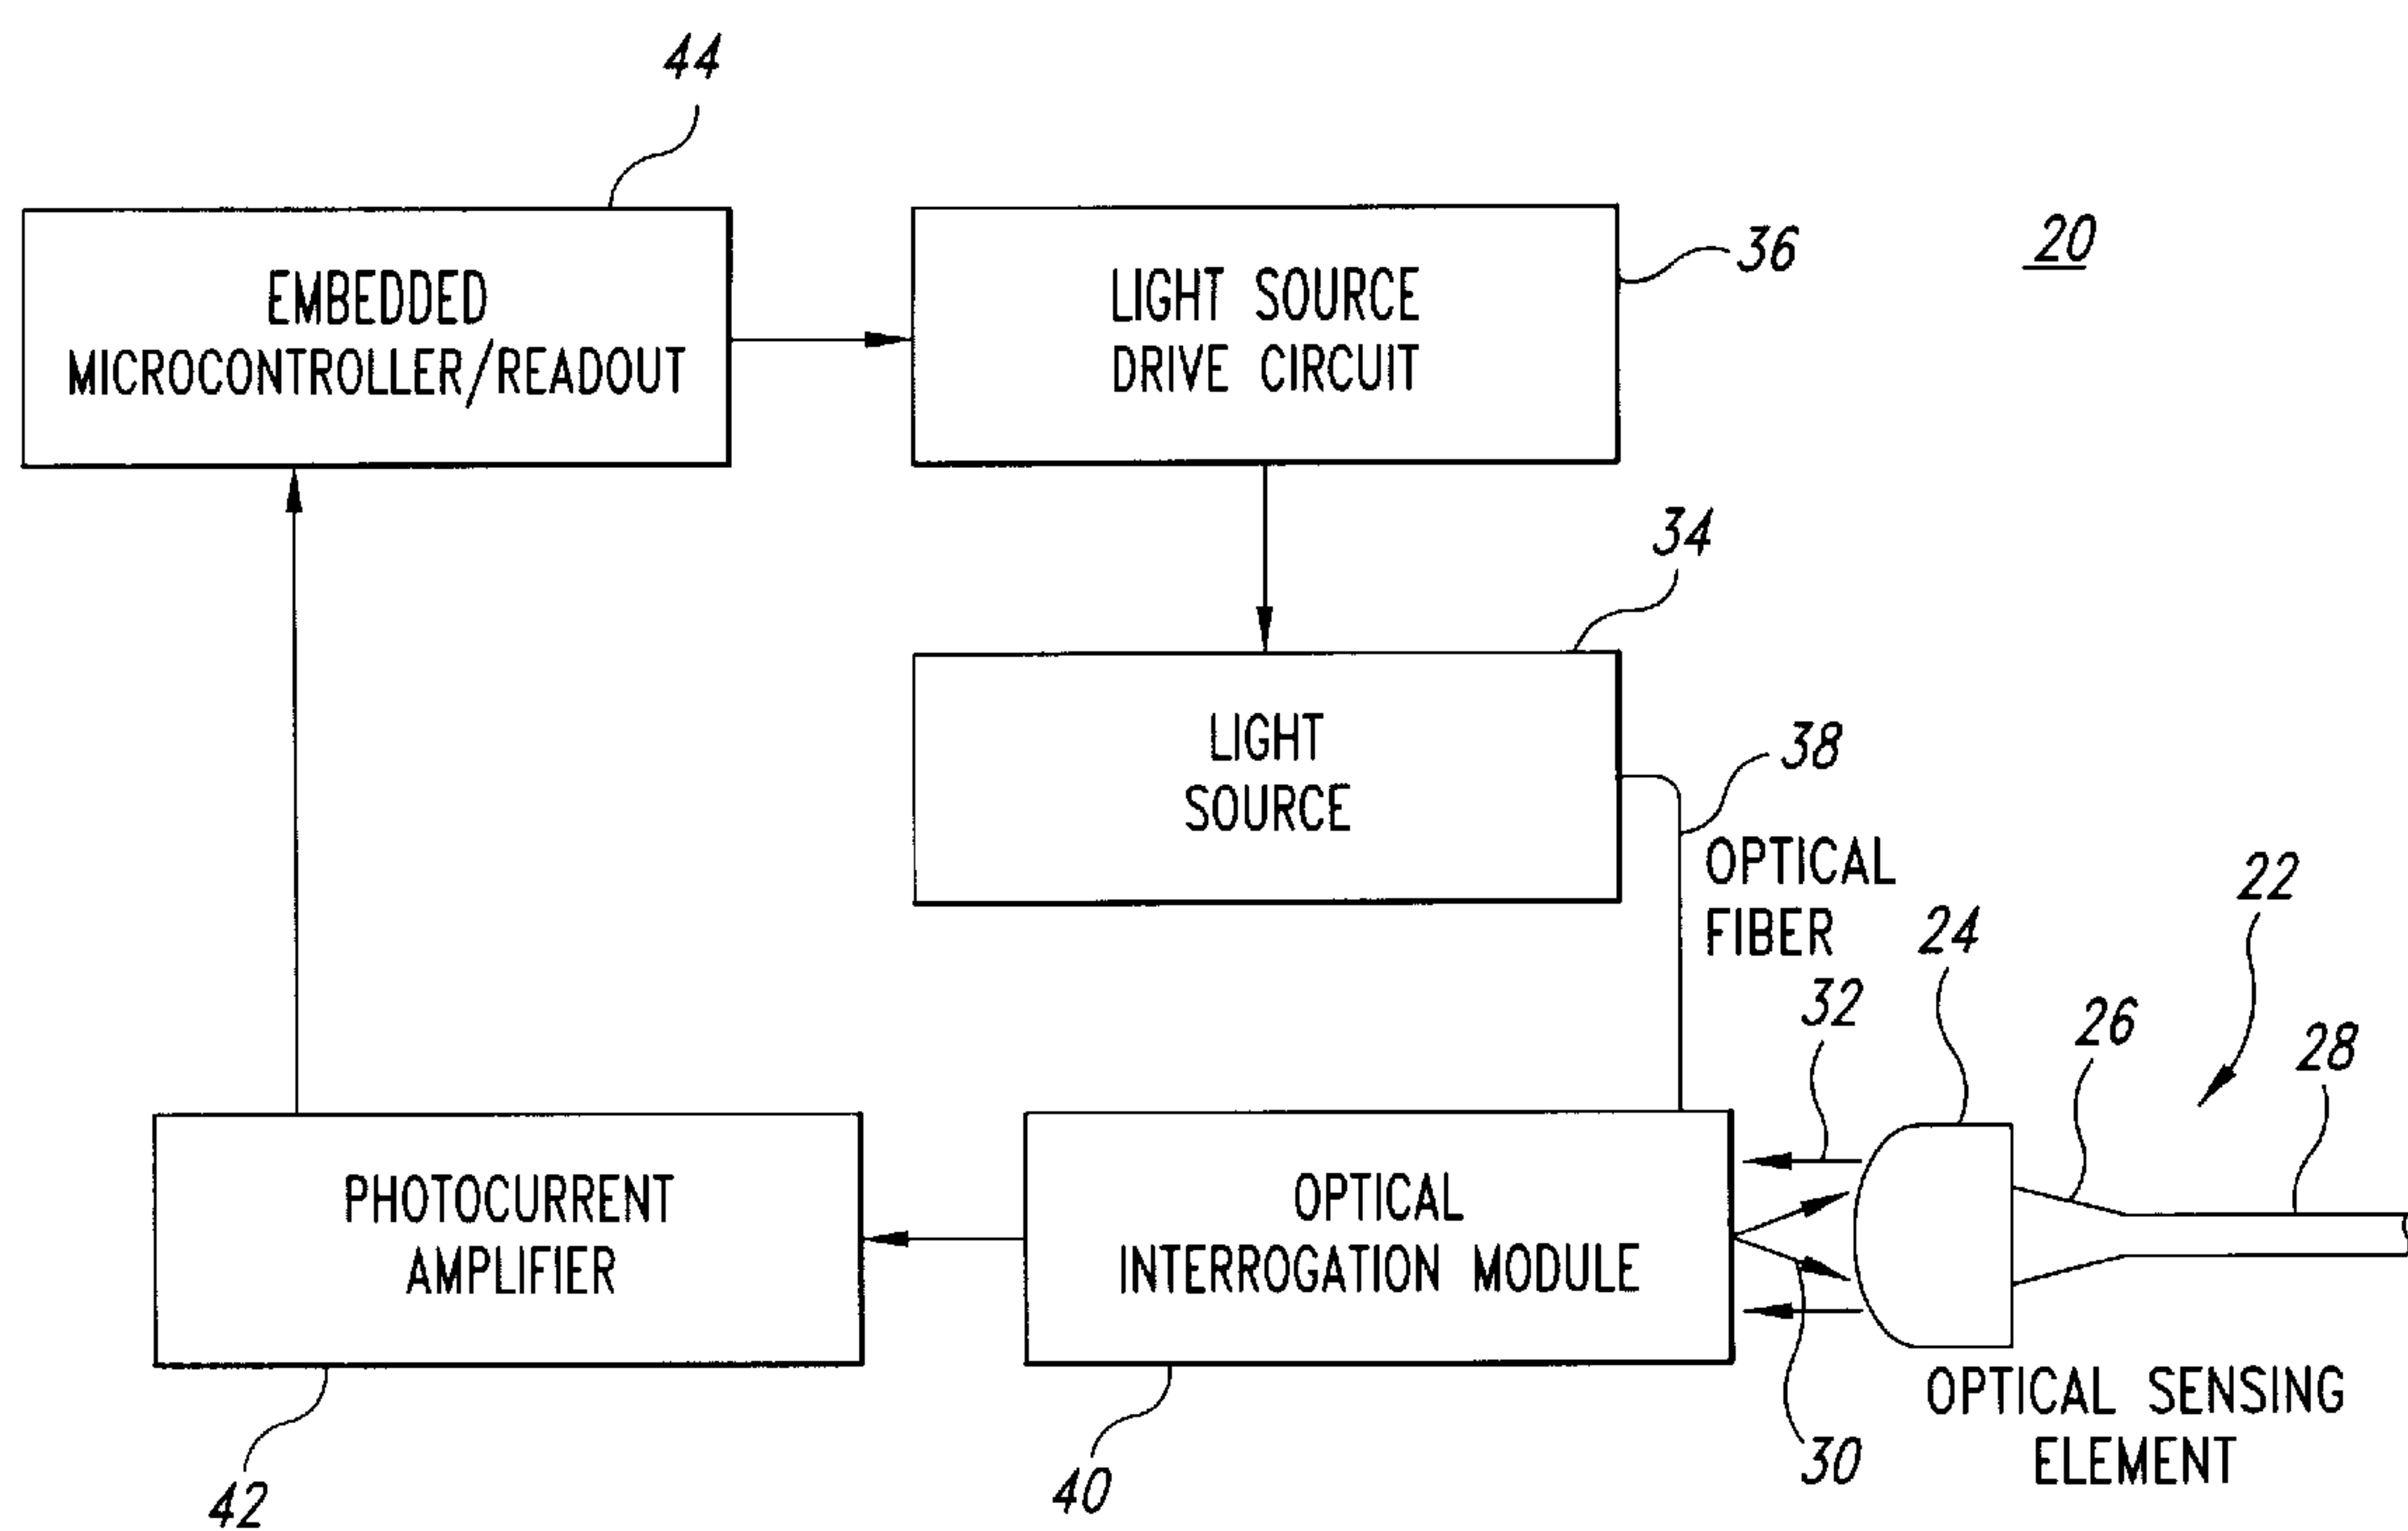 44
EMBEDDED
MICROCONTROLLER/READOUT
LIGHT SOURCE
DRIVE CIRCUIT
36
20
34
LIGHT
SOURCE
38
OPTICAL
FIBER
22
24
32
26
28
PHOTOCURRENT
AMPLIFIER
OPTICAL
INTERROGATION MODULE
OPTICAL SENSING
ELEMENT
30
42
40